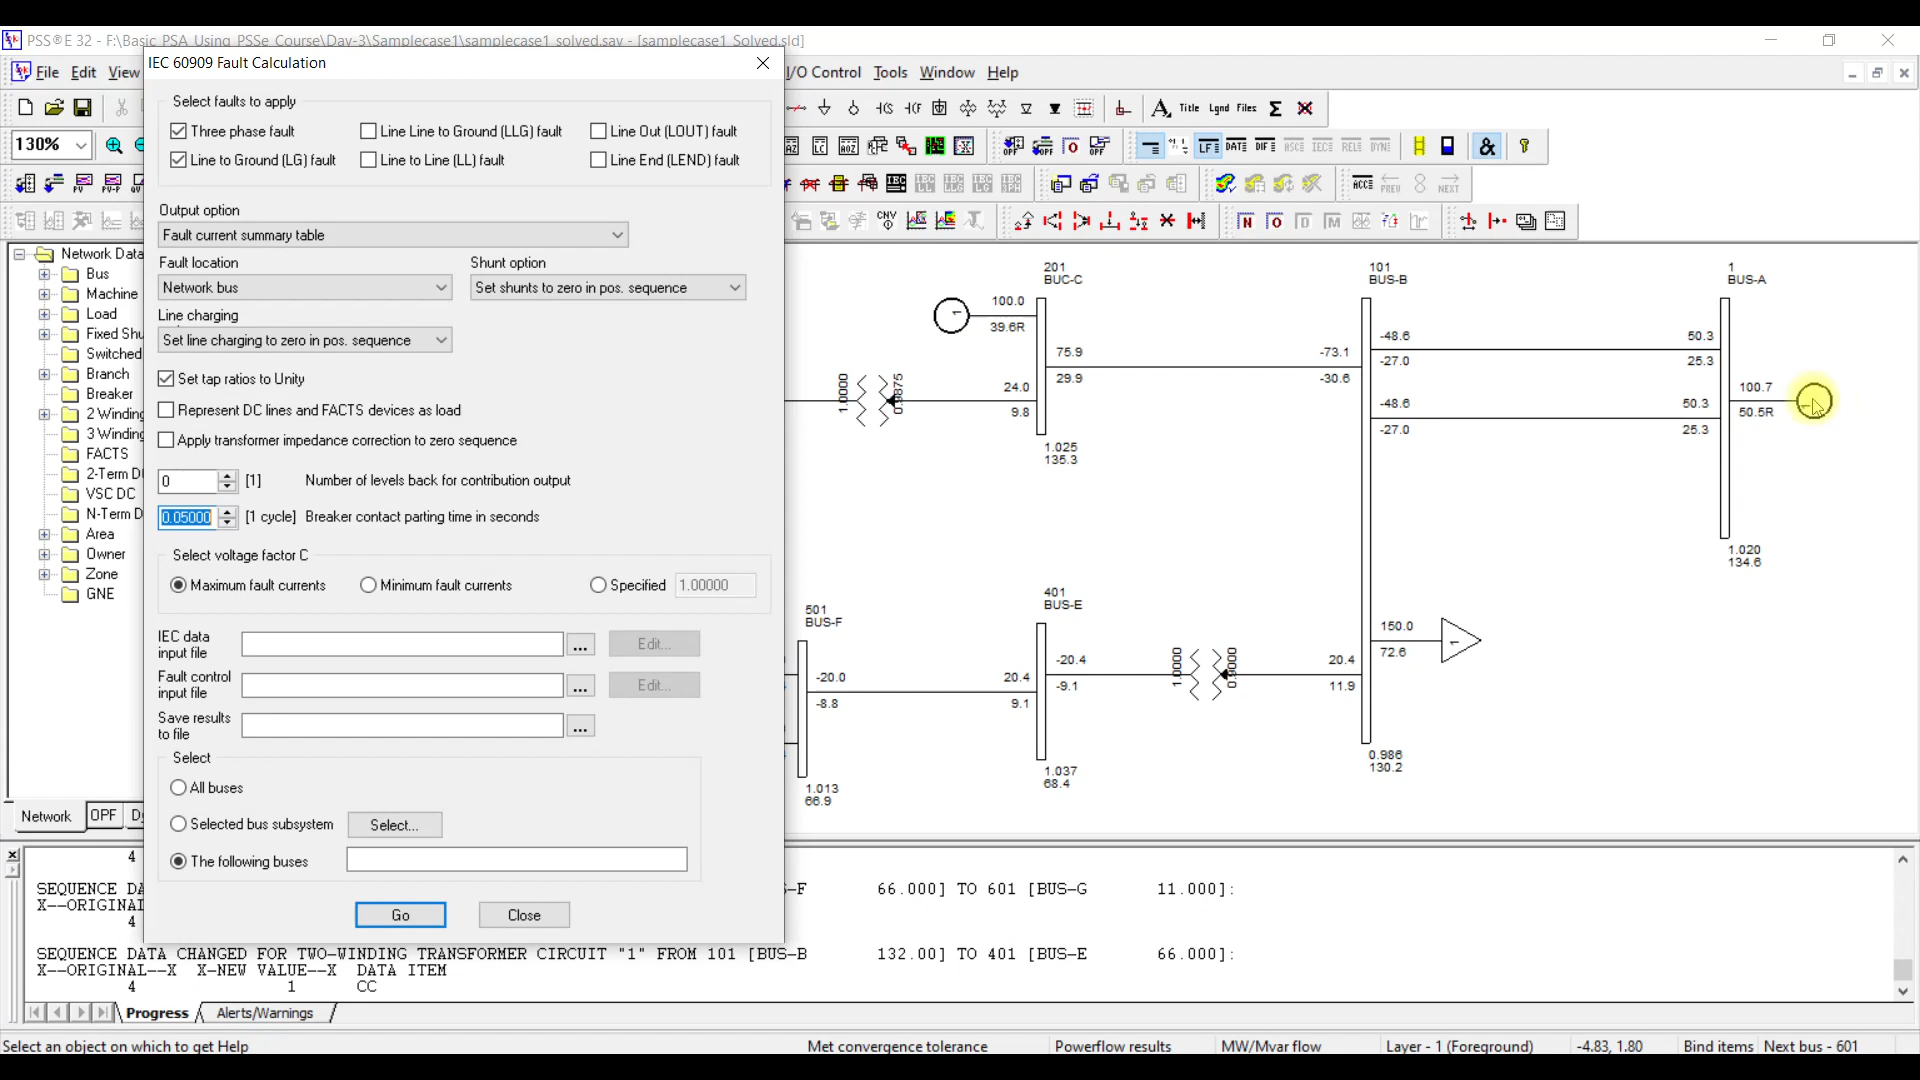 PSS®E 32 - F:\Basic_PSA_Using_PSSe_Course\Day-3\Samplecase1\samplecase1_solved.sav - [samplecase1_Solved.sld]
File Edit View I/O Control Tools Window Help
Title Lgnd Files
130%
IEC 60909 Fault Calculation
Select faults to apply
Three phase fault
Line Line to Ground (LLG) fault
Line Out (LOUT) fault
Line to Ground (LG) fault
Line to Line (LL) fault
Line End (LEND) fault
Output option
Fault current summary table
Fault location
Shunt option
Network bus
Set shunts to zero in pos. sequence
Line charging
Set line charging to zero in pos. sequence
Set tap ratios to Unity
Represent DC lines and FACTS devices as load
Apply transformer impedance correction to zero sequence
0 [1] Number of levels back for contribution output
0.05000 [1 cycle] Breaker contact parting time in seconds
Select voltage factor C
Maximum fault currents
Minimum fault currents
Specified 1.00000
IEC data
input file
... Edit...
Fault control
input file
... Edit...
Save results
to file
...
Select
All buses
Selected bus subsystem Select...
The following buses
Go Close
Network Data
Bus
Machine
Load
Fixed Shu
Switched
Branch
Breaker
2 Winding
3 Winding
FACTS
2-Term D
VSC DC
N-Term D
Area
Owner
Zone
GNE
Network OPF
201
BUC-C
100.0
39.6R
75.9
29.9
24.0
9.8
1.0000
0.9875
1.025
135.3
101
BUS-B
-73.1
-30.6
-48.6
-27.0
-48.6
-27.0
1
BUS-A
50.3
25.3
50.3
25.3
100.7
50.5R
1.020
134.6
501
BUS-F
-20.0
-8.8
1.013
66.9
401
BUS-E
20.4
9.1
-20.4
-9.1
1.037
68.4
1.0000
0.9000
20.4
11.9
150.0
72.6
1
0.986
130.2
4
SEQUENCE DA S-F 66.000] TO 601 [BUS-G 11.000]:
X--ORIGINAL
4
SEQUENCE DATA CHANGED FOR TWO-WINDING TRANSFORMER CIRCUIT "1" FROM 101 [BUS-B 132.00] TO 401 [BUS-E 66.000]:
X--ORIGINAL--X X-NEW VALUE--X DATA ITEM
4 1 CC
Progress Alerts/Warnings
Select an object on which to get Help
Met convergence tolerance
Powerflow results
MW/Mvar flow
Layer - 1 (Foreground)
-4.83, 1.80
Bind items
Next bus - 601